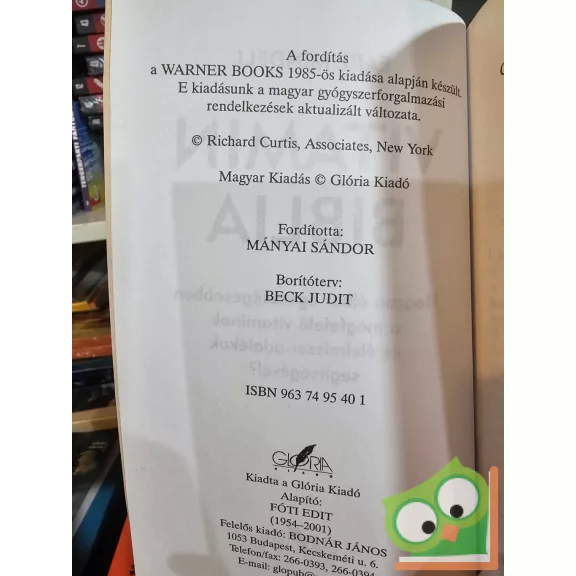 A fordítás
a WARNER BOOKS 1985-ös kiadása alapján készült.
E kiadásunk a magyar gyógyszerforgalmazási
rendelkezések aktualizált változata.
© Richard Curtis, Associates, New York
Magyar Kiadás © Glória Kiadó
Fordította:
MÁNYAI SÁNDOR
Borítóterv:
BECK JUDIT
ISBN 963 74 95 40 1
GLORIA
KIADÓ
Kiadta a Glória Kiadó
Alapító:
FÓTI EDIT
(1954–2001)
Felelős kiadó: BODNÁR JÁNOS
1053 Budapest, Kecskeméti u. 6.
Telefon/fax: 266-0393, 266-0394
E-mail: